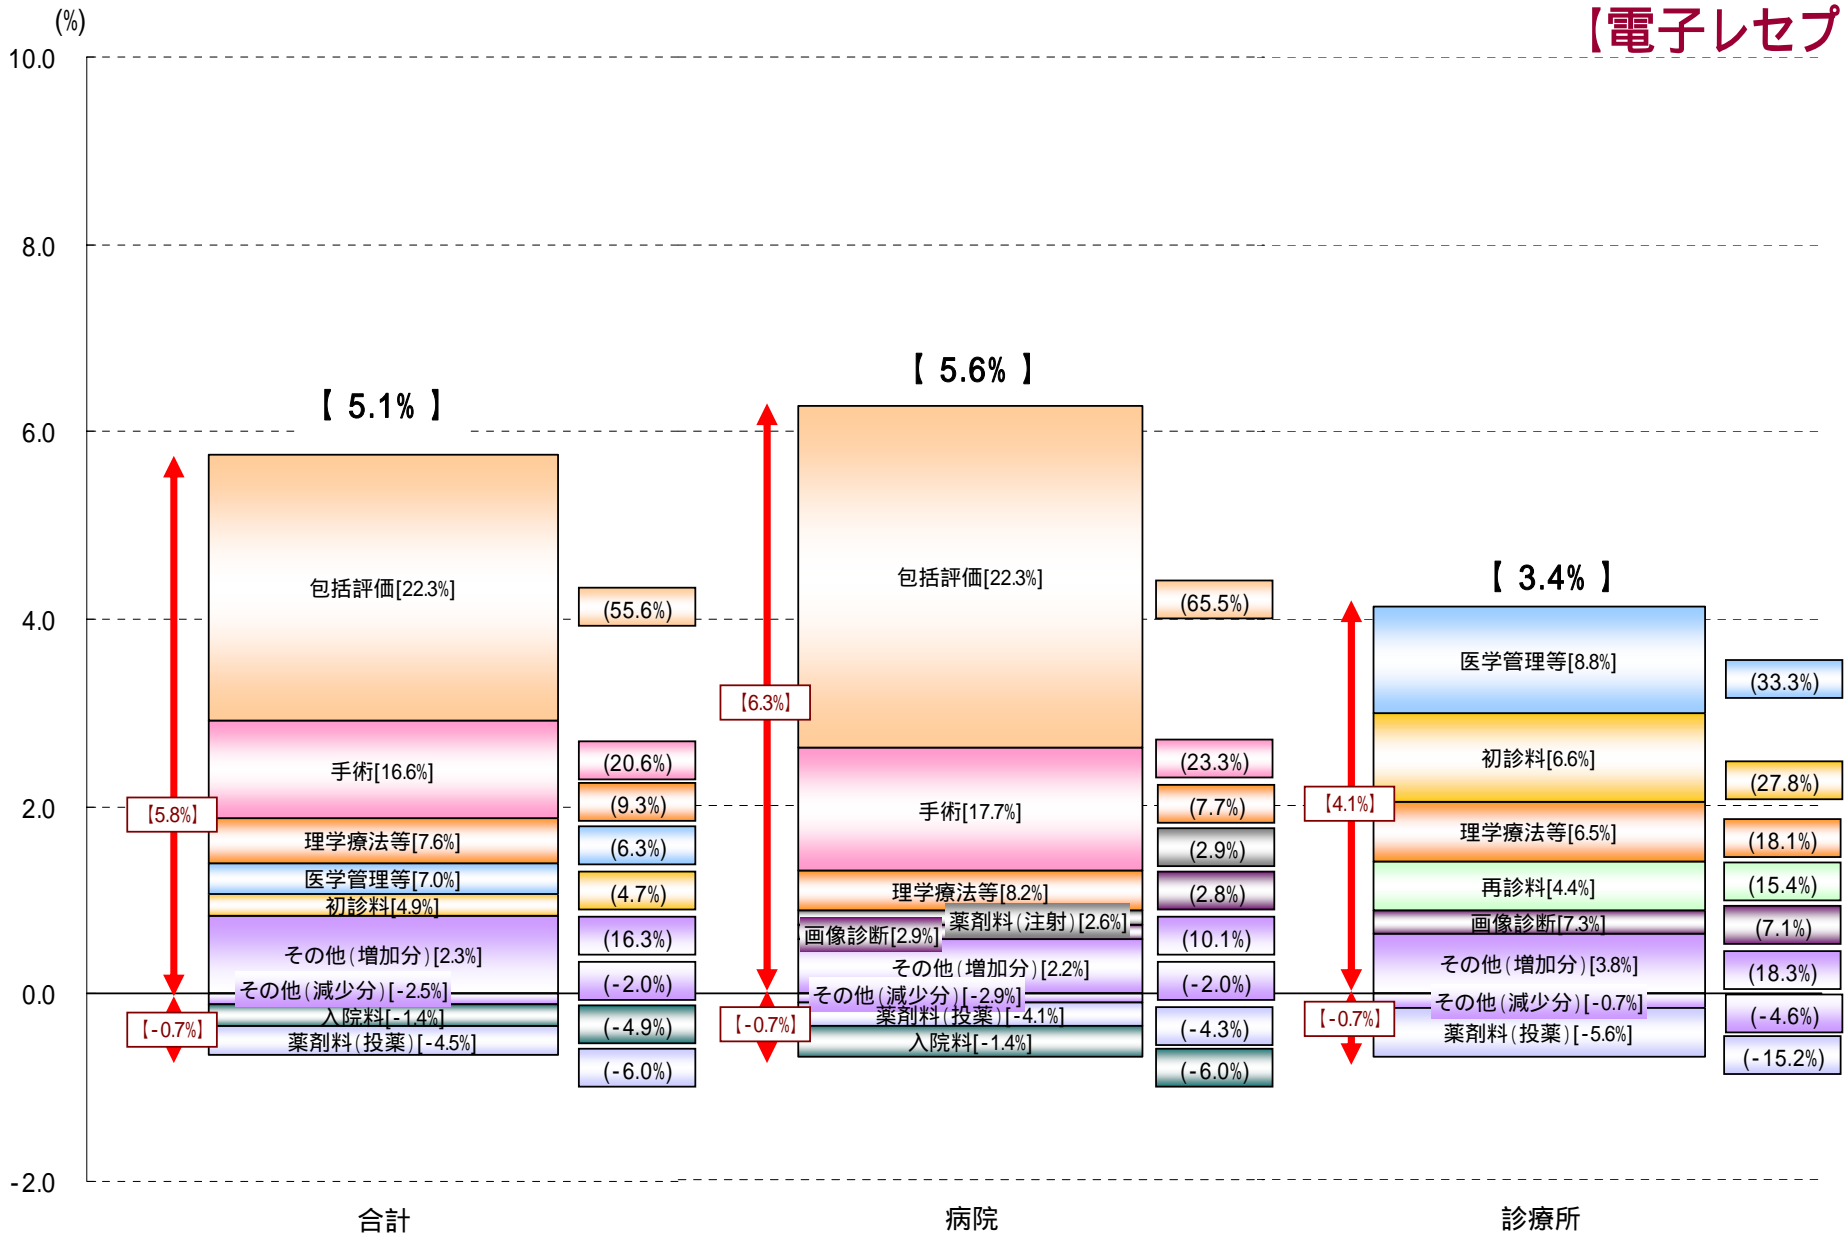 (%)
【電子レセプ
10.0
8.0
6.0
4.0
2.0
0.0
-2.0
【 5.1% 】
【5.8%】
【-0.7%】
包括評価[22.3%]
手術[16.6%]
理学療法等[7.6%]
医学管理等[7.0%]
初診料[4.9%]
その他(増加分)[2.3%]
その他(減少分)[-2.5%]
入院料[-1.4%]
薬剤料(投薬)[-4.5%]
(55.6%)
(20.6%)
(9.3%)
(6.3%)
(4.7%)
(16.3%)
(-2.0%)
(-4.9%)
(-6.0%)
【 5.6% 】
【6.3%】
【-0.7%】
包括評価[22.3%]
手術[17.7%]
理学療法等[8.2%]
薬剤料(注射)[2.6%]
画像診断[2.9%]
その他(増加分)[2.2%]
その他(減少分)[-2.9%]
薬剤料(投薬)[-4.1%]
入院料[-1.4%]
(65.5%)
(23.3%)
(7.7%)
(2.9%)
(2.8%)
(10.1%)
(-2.0%)
(-4.3%)
(-6.0%)
【 3.4% 】
【4.1%】
【-0.7%】
医学管理等[8.8%]
初診料[6.6%]
理学療法等[6.5%]
再診料[4.4%]
画像診断[7.3%]
その他(増加分)[3.8%]
その他(減少分)[-0.7%]
薬剤料(投薬)[-5.6%]
(33.3%)
(27.8%)
(18.1%)
(15.4%)
(7.1%)
(18.3%)
(-4.6%)
(-15.2%)
合計
病院
診療所